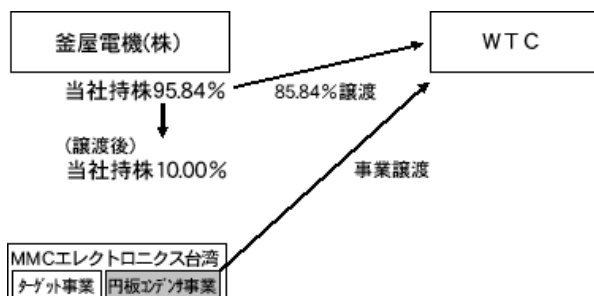 釜屋電機(株)
WTC
当社持株95.84%
85.84%譲渡
(譲渡後)
当社持株10.00%
事業譲渡
MMCエレクトロニクス台湾
ターゲット事業
円板コンデンサ事業